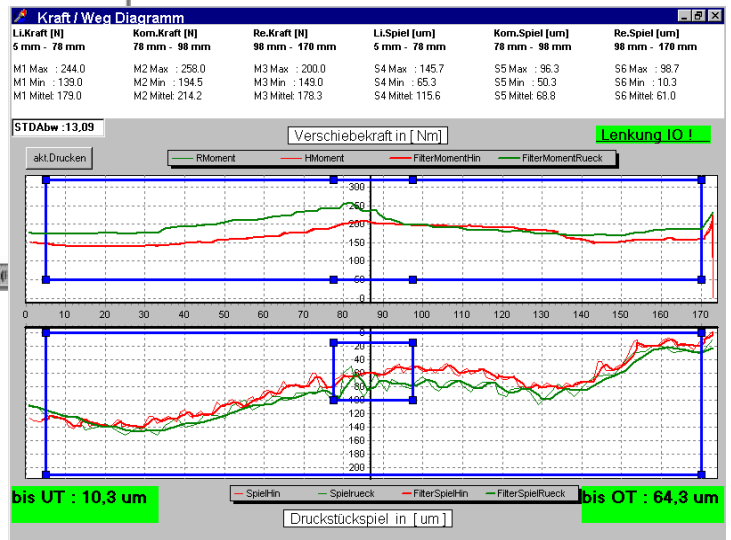 Kraft / Weg Diagramm
Li.Kraft [N] Kom.Kraft [N] Re.Kraft [N] Li.Spiel [um] Kom.Spiel [um] Re.Spiel [um]
5 mm - 78 mm 78 mm - 98 mm 98 mm - 170 mm 5 mm - 78 mm 78 mm - 98 mm 98 mm - 170 mm
M1 Max : 244.0 M2 Max : 258.0 M3 Max : 200.0 S4 Max : 145.7 S5 Max : 96.3 S6 Max : 98.7
M1 Min : 139.0 M2 Min : 194.5 M3 Min : 149.0 S4 Min : 65.3 S5 Min : 50.3 S6 Min : 10.3
M1 Mittel: 179.0 M2 Mittel: 214.2 M3 Mittel: 178.3 S4 Mittel: 115.6 S5 Mittel: 68.8 S6 Mittel: 61.0
STDAbw :13,09
Verschiebekraft in [ Nm]
Lenkung IO !
akt.Drucken
RMoment HMoment FilterMomentHin FilterMomentRueck
300
250
200
150
100
50
0
0 10 20 30 40 50 60 70 80 90 100 110 120 130 140 150 160 170
0
20
40
60
80
100
120
140
160
180
200
bis UT : 10,3 um
SpielHin Spielrueck FilterSpielHin FilterSpielRueck
bis OT : 64,3 um
Druckstückspiel in [ um ]